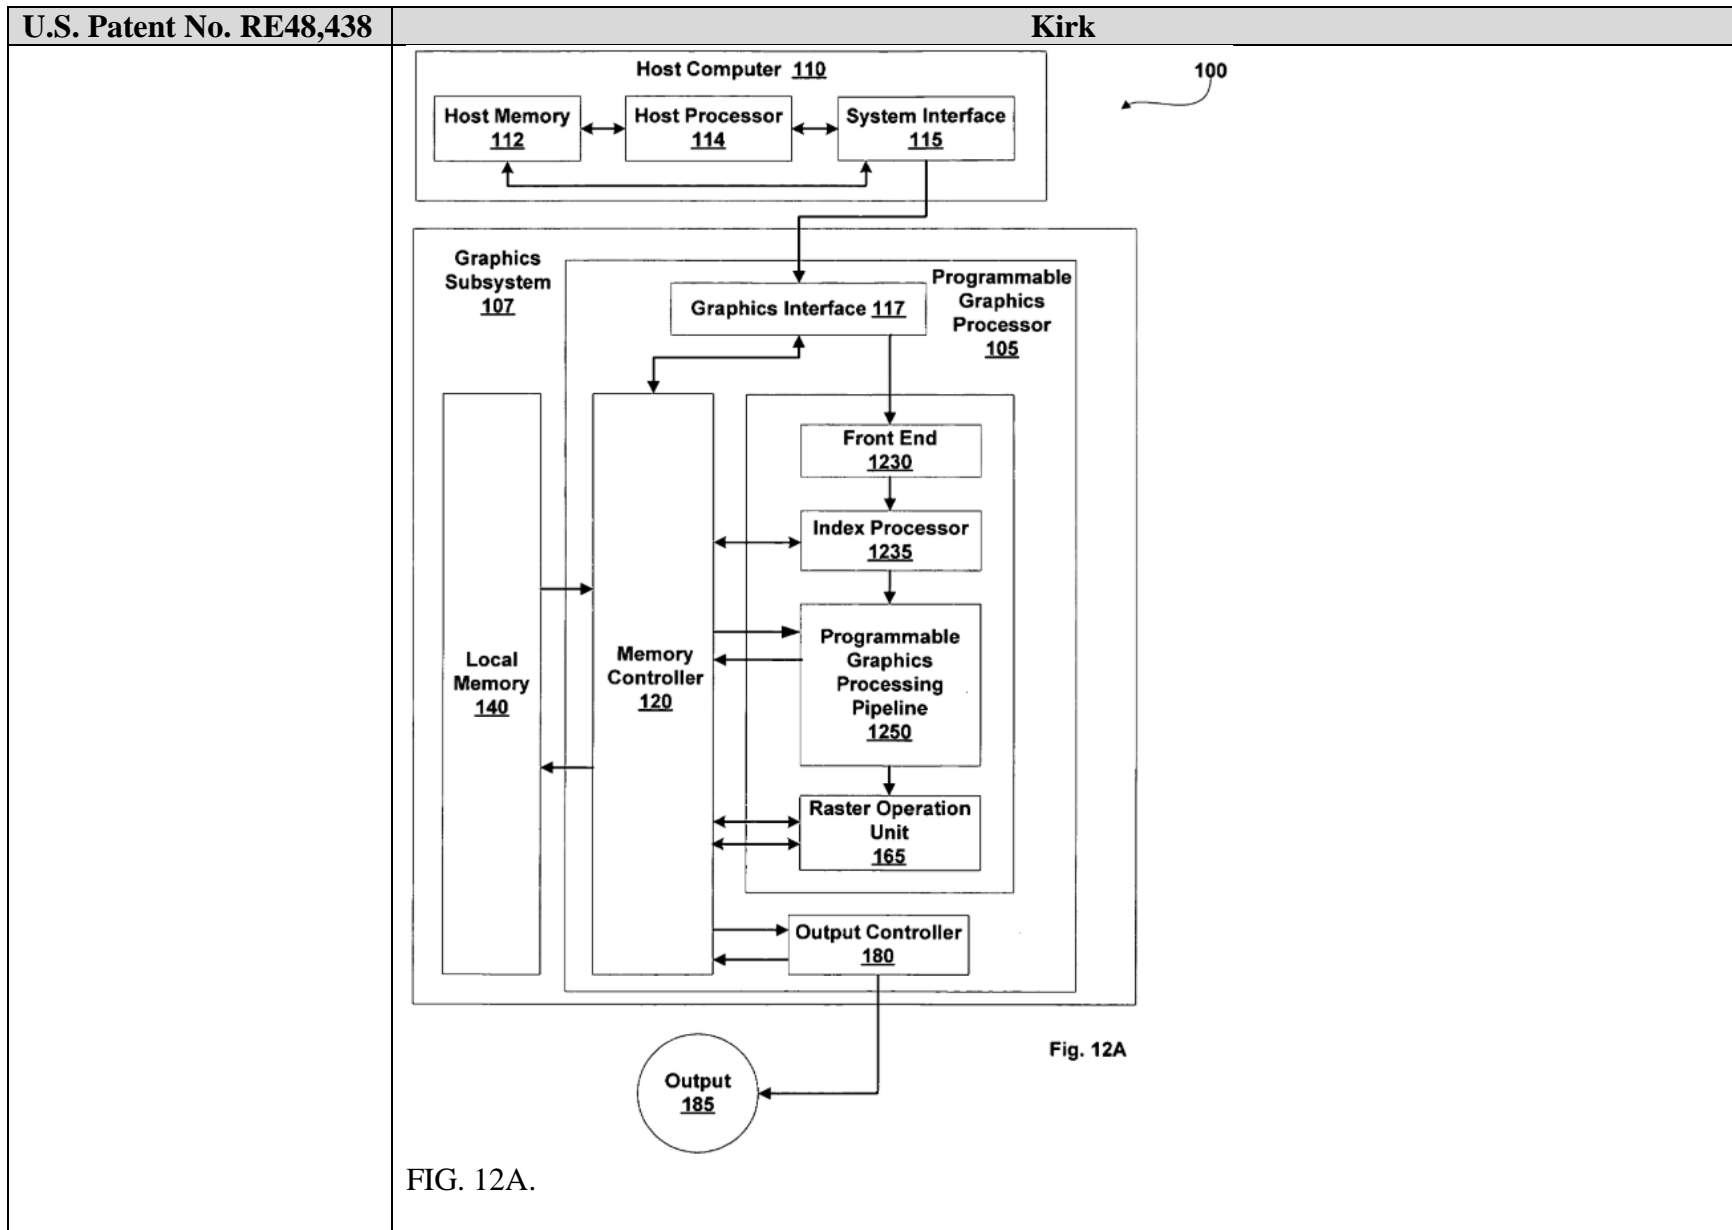 U.S. Patent No. RE48,438
Kirk
Host Computer 110
100
Host Memory
112
Host Processor
114
System Interface
115
Graphics
Subsystem
107
Programmable
Graphics
Processor
105
Graphics Interface 117
Front End
1230
Index Processor
1235
Local
Memory
140
Memory
Controller
120
Programmable
Graphics
Processing
Pipeline
1250
Raster Operation
Unit
165
Output Controller
180
Fig. 12A
Output
185
FIG. 12A.